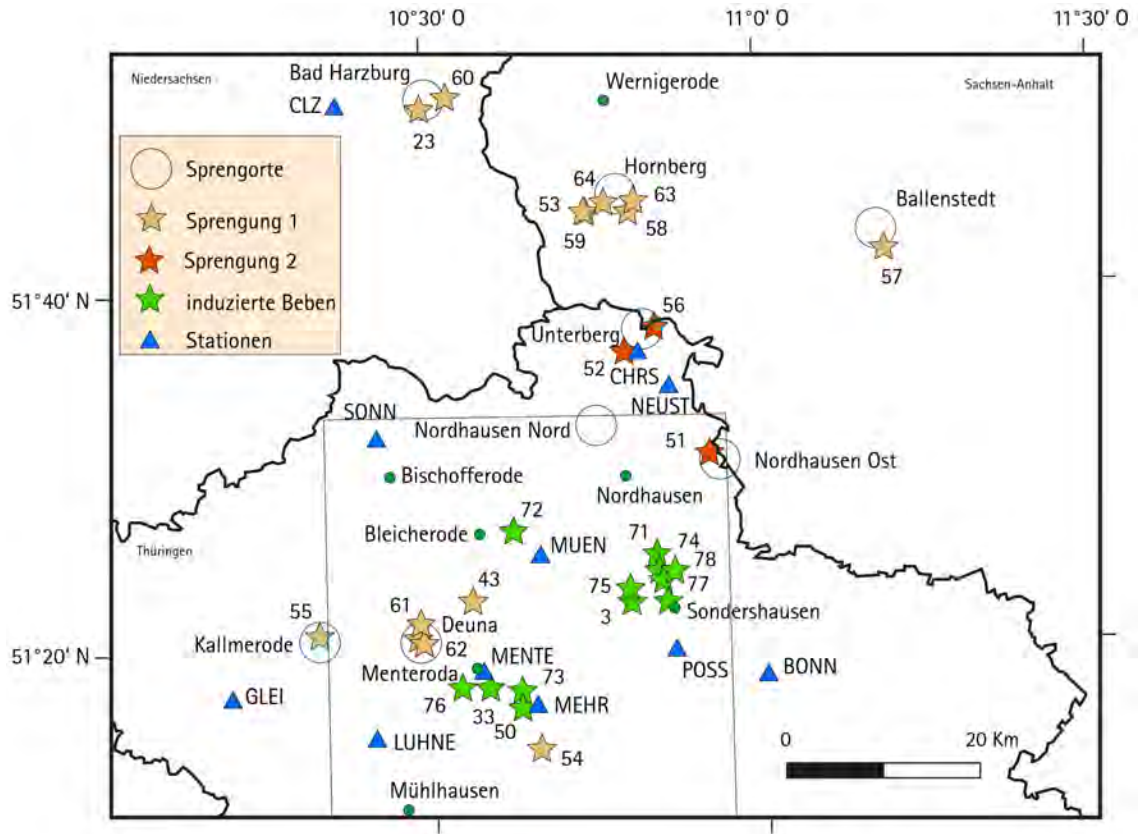 10°30' O
11°0' O
11°30' O
Niedersachsen
Bad Harzburg
60
Wernigerode
Sachsen-Anhalt
CLZ
23
Sprengorte
Sprengung 1
Sprengung 2
induzierte Beben
Stationen
Hornberg
64
63
53
59
58
Ballenstedt
57
51°40' N
56
Unterberg
52
CHRS
NEUST
SONN
Nordhausen Nord
51
Nordhausen Ost
Bischofferode
Nordhausen
72
Bleicherode
MUEN
71
74
78
Thüringen
43
75
77
3
Sondershausen
55
61
Deuna
Kallmerode
62
51°20' N
MENTE
Menteroda
73
POSS
BONN
GLEI
76
33
MEHR
50
LUHNE
54
0
20 Km
Mühlhausen